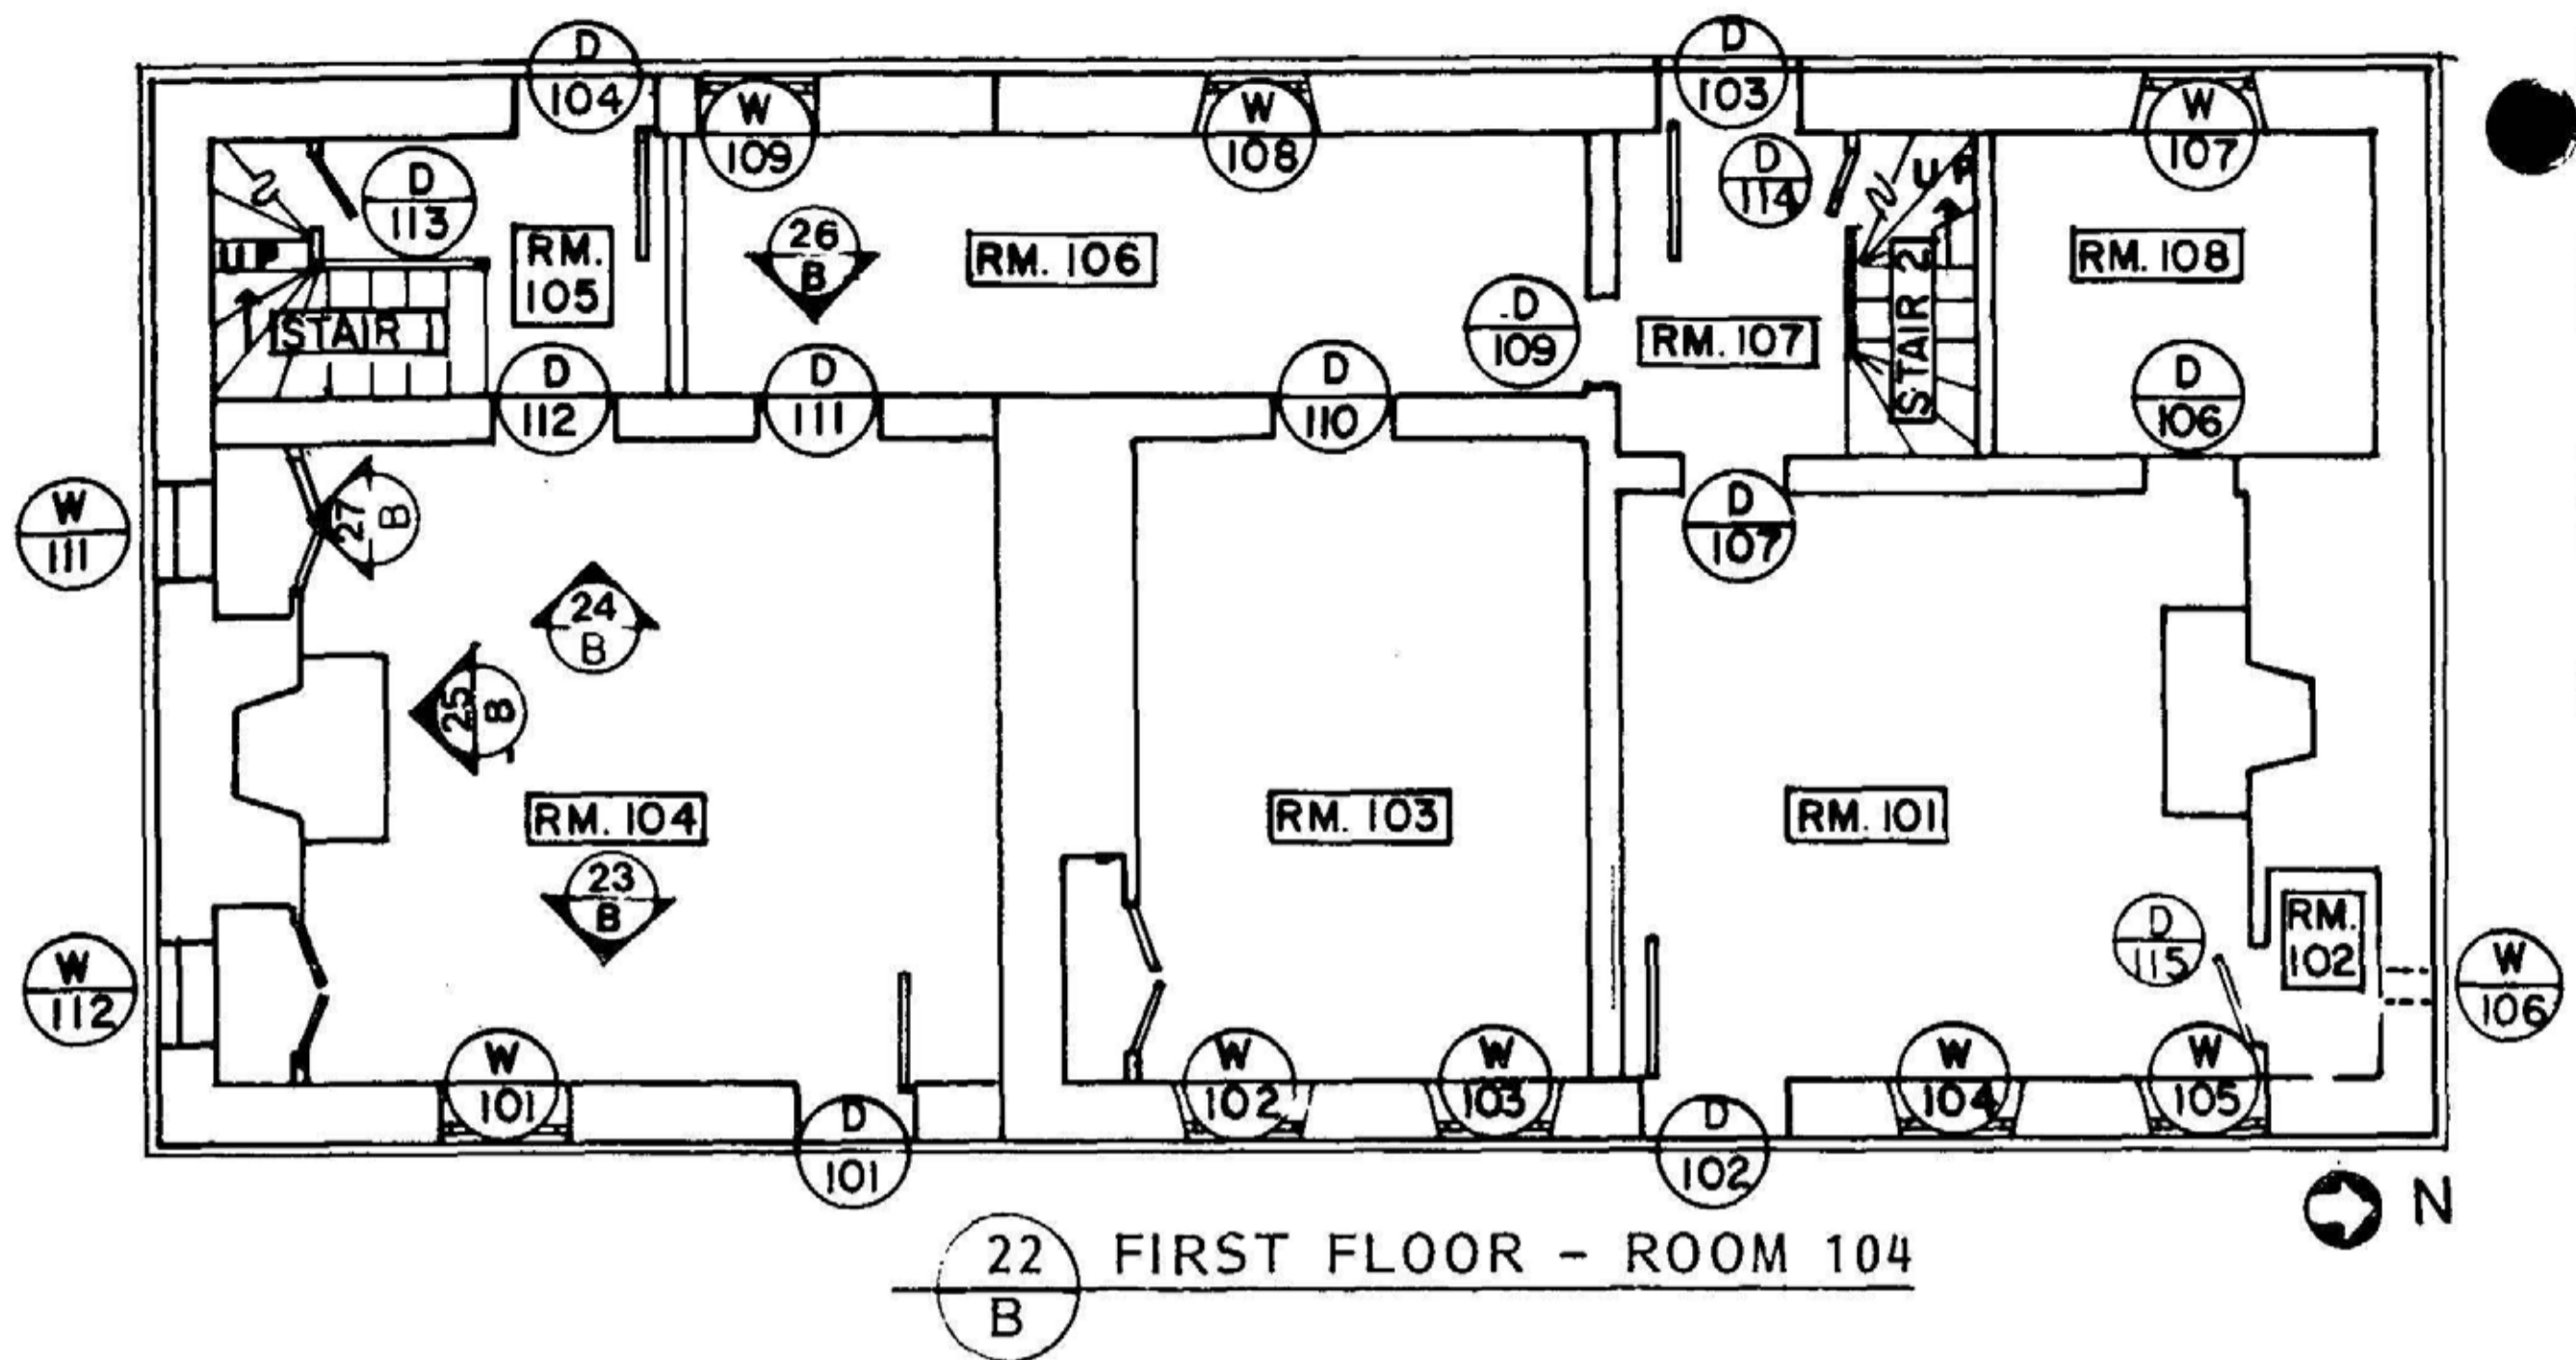 D
104
W
109
W
108
D
103
W
107
D
113
D
114
UP
UP
RM.
105
26
B
RM. 106
RM. 108
STAIR 1
STAIR 2
D
109
RM. 107
D
112
D
111
D
110
D
106
W
111
27
B
D
107
24
B
25
B
RM. 104
RM. 103
RM. 101
23
B
D
115
RM.
102
W
112
W
106
W
101
W
102
W
103
W
104
W
105
D
101
D
102
N
22
B
FIRST FLOOR - ROOM 104